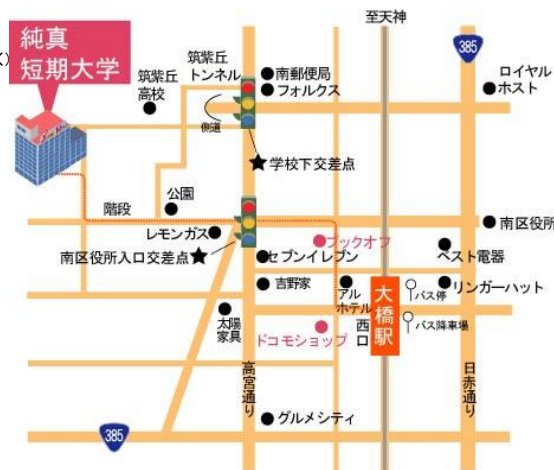 至天神
385
純真
短期大学
筑紫丘
トンネル
筑紫丘
高校
南郵便局
フォルクス
ロイヤル
ホスト
側道
学校下交差点
公園
階段
レモンガス
南区役所入口交差点
南区役所
ブックオフ
セブンイレブン
ベスト電器
吉野家
アル
ホテル
大橋駅
西口
バス停
リンガーハット
バス降車場
太陽
家具
ドコモショップ
高宮通り
日赤通り
グルメシティ
385